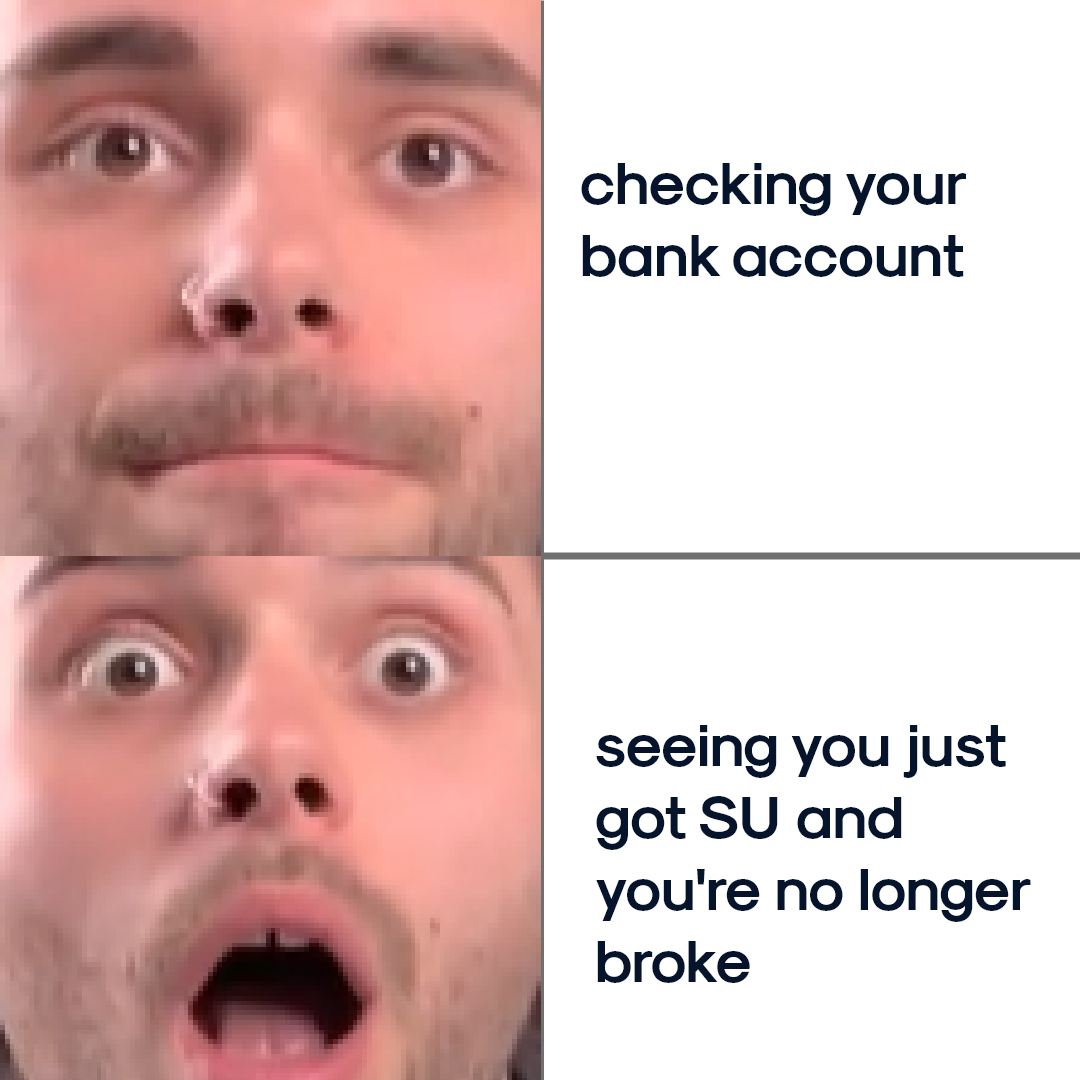 checking your
bank account
seeing you just
got SU and
you're no longer
broke